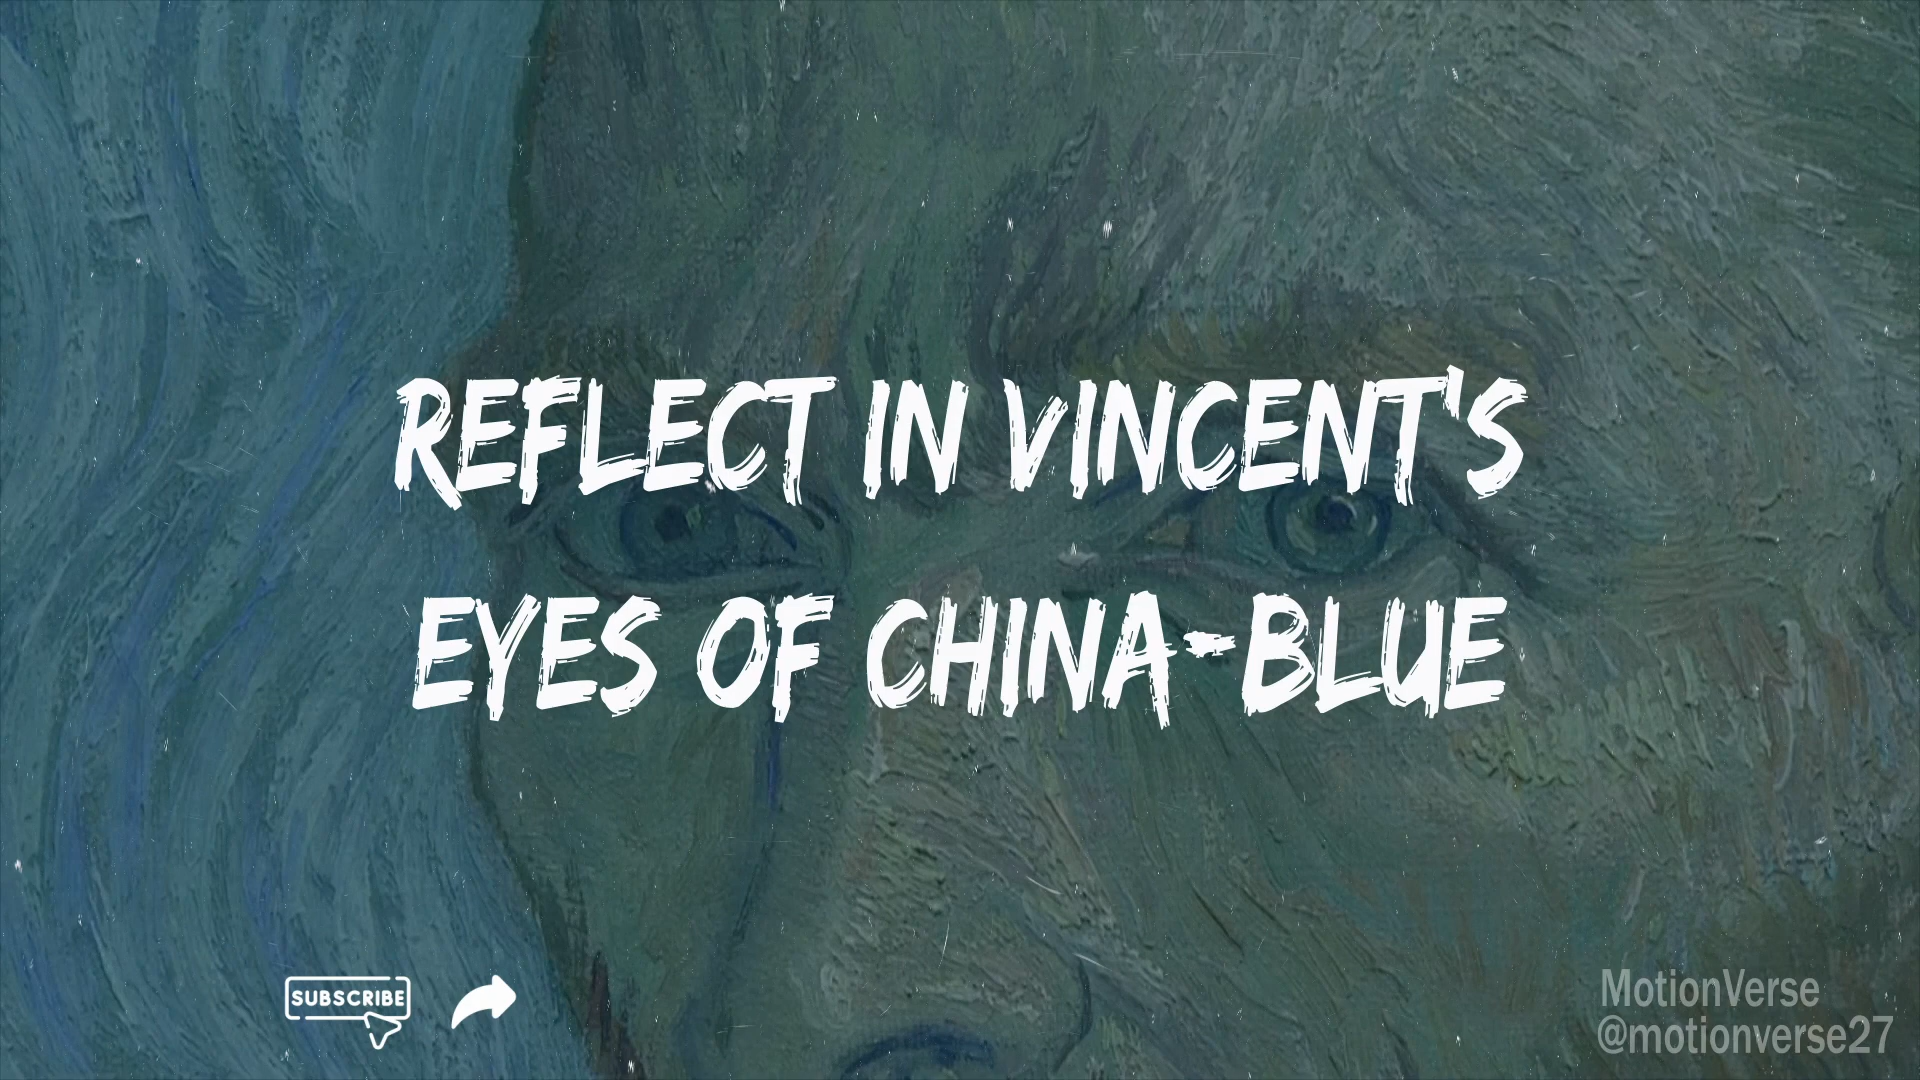 REFLECT IN VINCENT'S
EYES OF CHINA-BLUE
SUBSCRIBE
MotionVerse
@motionverse27